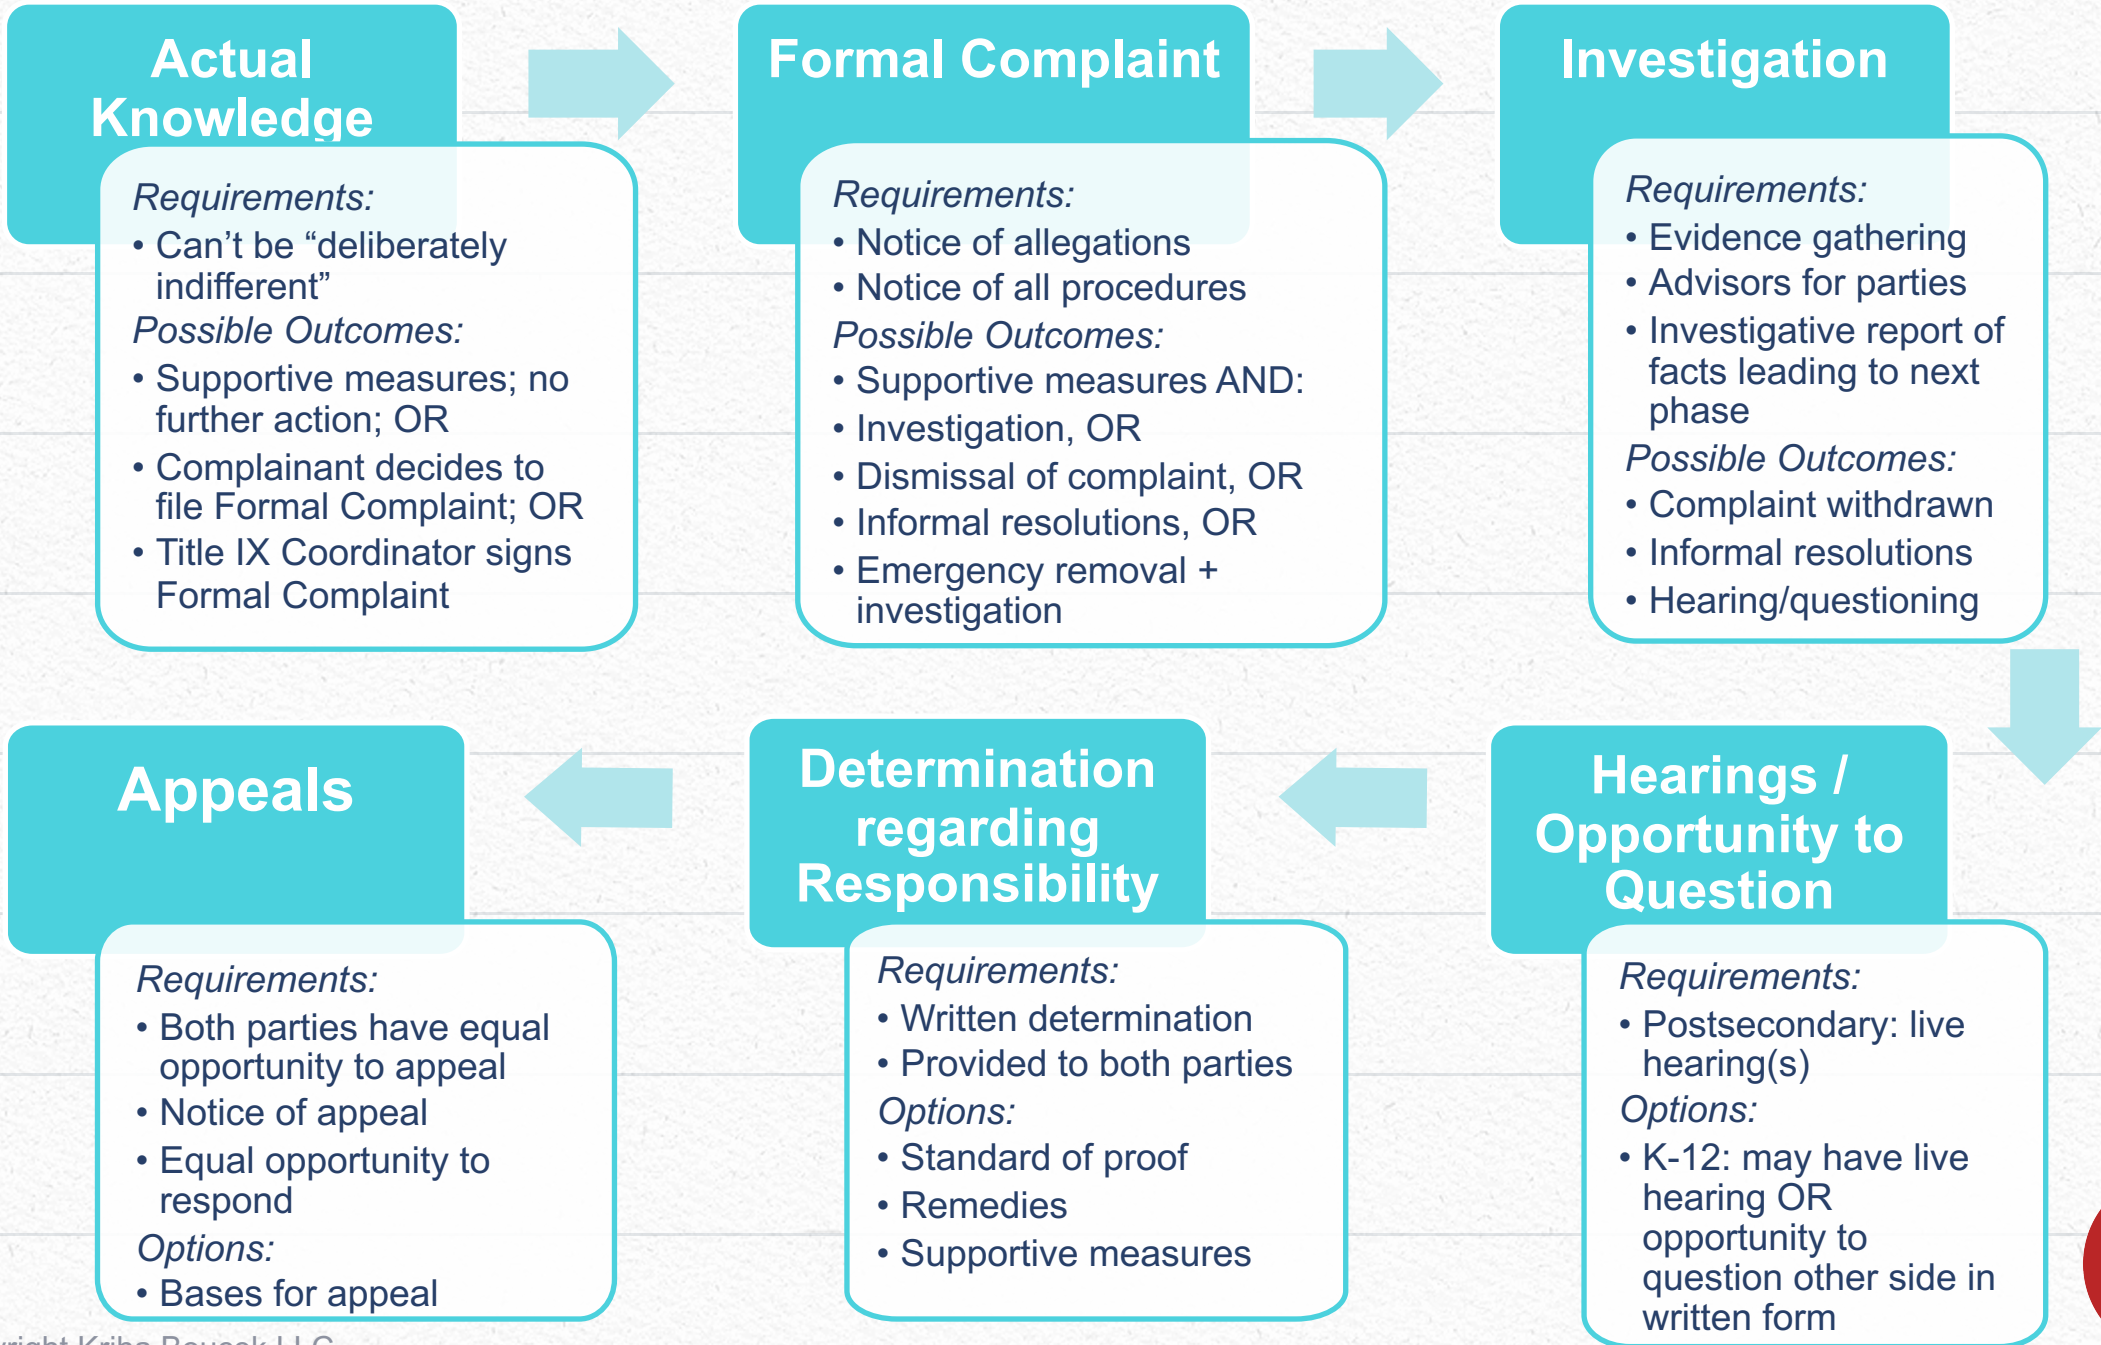 Actual
Knowledge
Requirements:
• Can't be “deliberately
indifferent”
Possible Outcomes:
• Supportive measures; no
further action; OR
• Complainant decides to
file Formal Complaint; OR
• Title IX Coordinator signs
Formal Complaint
Formal Complaint
Requirements:
• Notice of allegations
• Notice of all procedures
Possible Outcomes:
• Supportive measures AND:
• Investigation, OR
• Dismissal of complaint, OR
• Informal resolutions, OR
• Emergency removal +
investigation
Investigation
Requirements:
• Evidence gathering
• Advisors for parties
• Investigative report of
facts leading to next
phase
Possible Outcomes:
• Complaint withdrawn
• Informal resolutions
• Hearing/questioning
Hearings /
Opportunity to
Question
Requirements:
• Postsecondary: live
hearing(s)
Options:
• K-12: may have live
hearing OR
opportunity to
question other side in
written form
Determination
regarding
Responsibility
Requirements:
• Written determination
• Provided to both parties
Options:
• Standard of proof
• Remedies
• Supportive measures
Appeals
Requirements:
• Both parties have equal
opportunity to appeal
• Notice of appeal
• Equal opportunity to
respond
Options:
• Bases for appeal